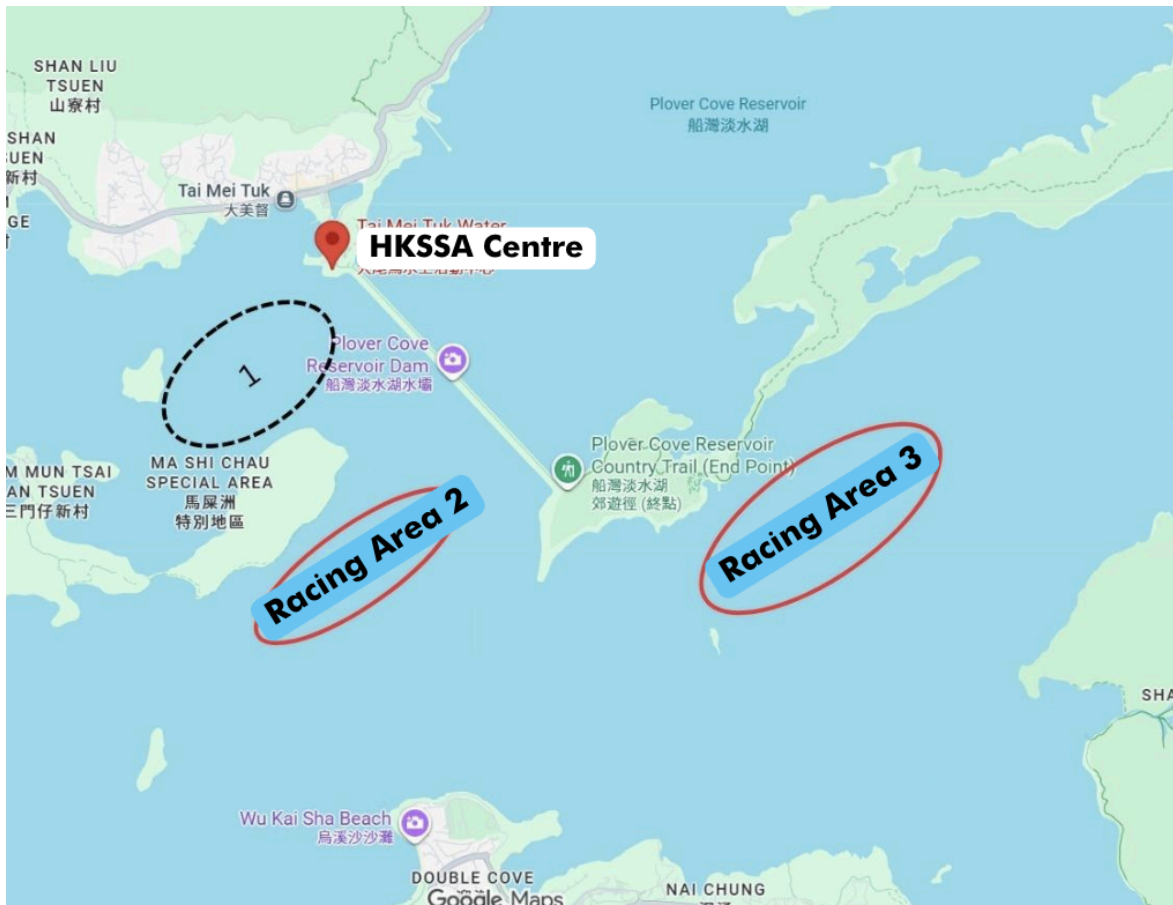 SHAN LIU
TSUEN
山寮村
SHAN
UEN
新村
GE
Plover Cove Reservoir
船灣淡水湖
Tai Mei Tuk
大美督
Tai Mei Tuk Water
HKSSA Centre
1
Plover Cove
Reservoir Dam
船灣淡水湖水壩
MA SHI CHAU
SPECIAL AREA
馬屎洲
特別地區
M MUN TSAI
AN TSUEN
三門仔新村
Plover Cove Reservoir
Country Trail (End Point)
船灣淡水湖
郊遊徑 (終點)
Racing Area 2
Racing Area 3
SHA
Wu Kai Sha Beach
烏溪沙沙灘
DOUBLE COVE
Google Maps
NAI CHUNG